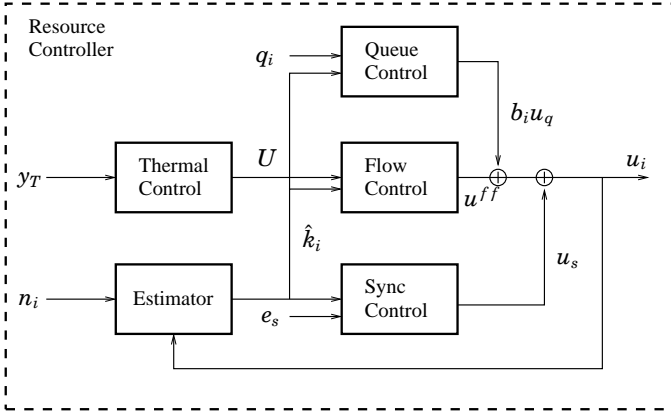 Resource
Controller
q_i
Queue
Control
b_i u_q
y_T
Thermal
Control
U
Flow
Control
u^{ff}
u_i
k̂_i
n_i
Estimator
e_s
Sync
Control
u_s